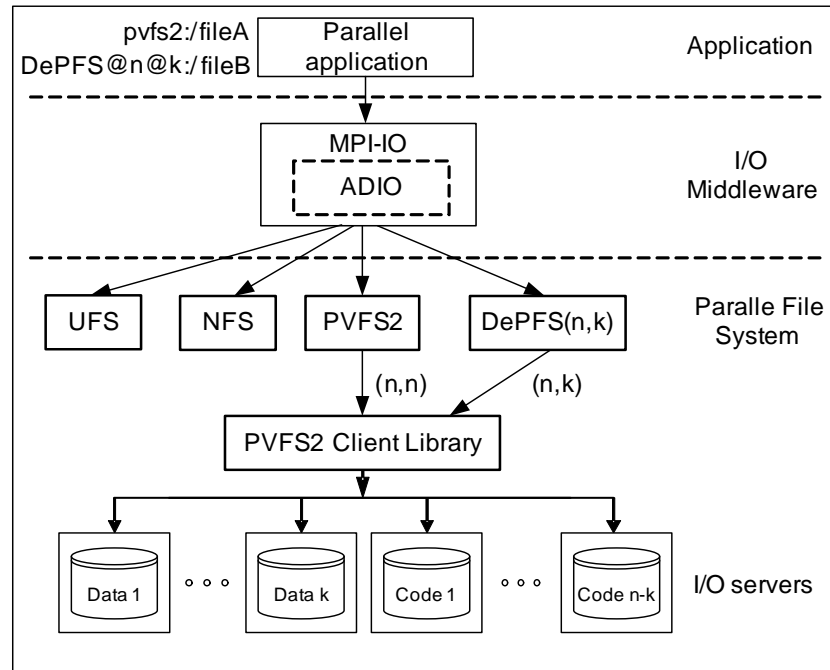 pvfs2:/fileA
DePFS@n@k:/fileB
Parallel
application
Application
MPI-IO
ADIO
I/O
Middleware
UFS
NFS
PVFS2
DePFS(n,k)
Paralle File
System
(n,n)
(n,k)
PVFS2 Client Library
Data 1
Data k
Code 1
Code n-k
I/O servers